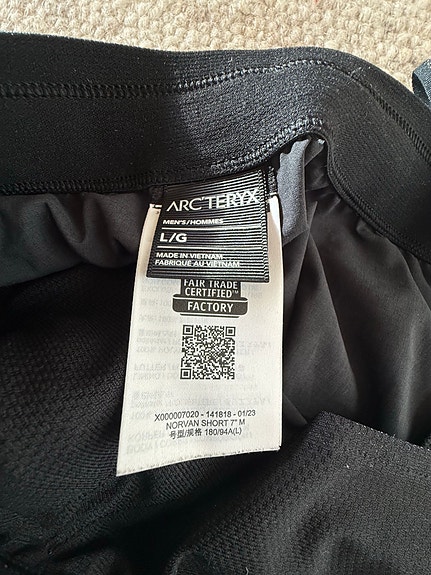 ARC'TERYX
MEN'S/HOMMES
L/G
MADE IN VIETNAM
FABRIQUÉ AU VIETNAM
FAIR TRADE
CERTIFIED™
FACTORY
X000007020 - 141818 - 01/23
NORVAN SHORT 7" M
号型/规格 180/94A(L)